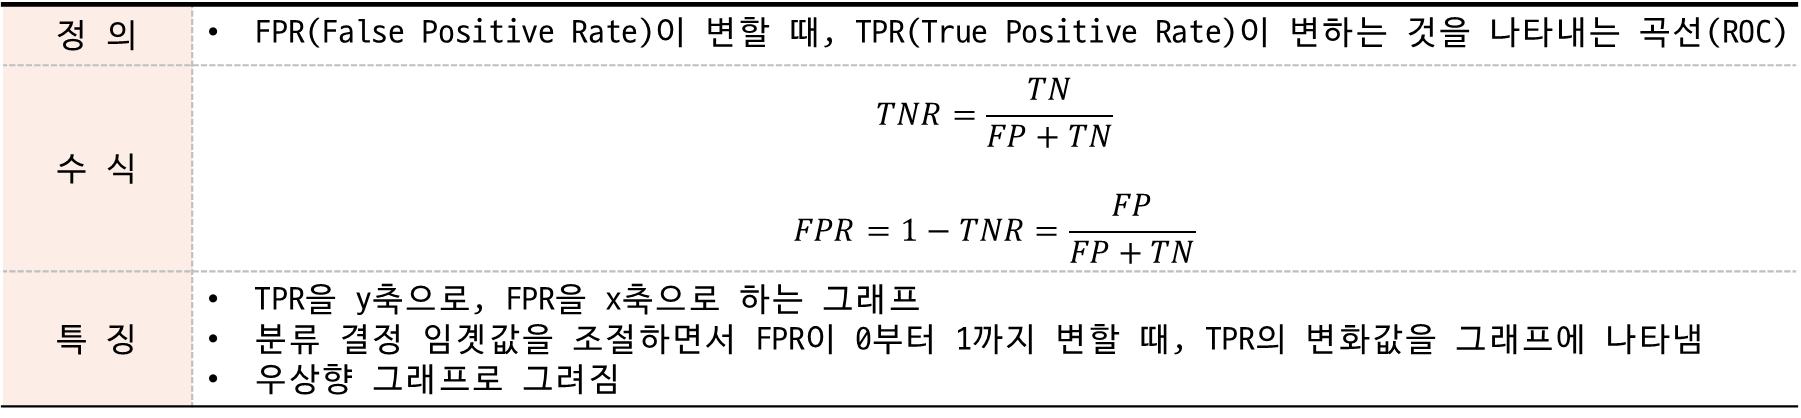 정 의
• FPR(False Positive Rate)이 변할 때, TPR(True Positive Rate)이 변하는 것을 나타내는 곡선(ROC)
수 식
TNR = TN / (FP + TN)
FPR = 1 − TNR = FP / (FP + TN)
특 징
• TPR을 y축으로, FPR을 x축으로 하는 그래프
• 분류 결정 임곗값을 조절하면서 FPR이 0부터 1까지 변할 때, TPR의 변화값을 그래프에 나타냄
• 우상향 그래프로 그려짐